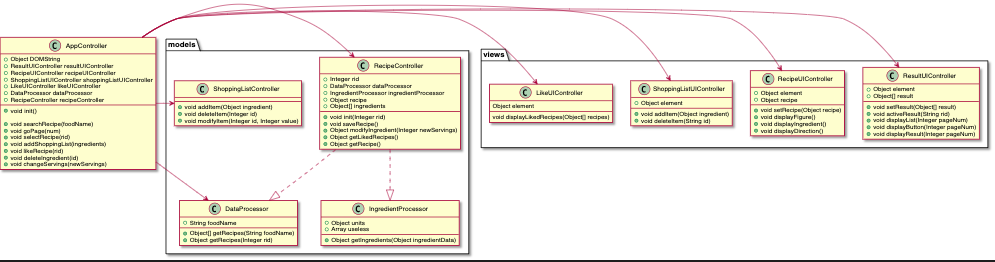 AppController
Object DOMString
ResultUIController resultUIController
RecipeUIController recipeUIController
ShoppingListUIController shoppingListUIController
LikeUIController likeUIController
DataProcessor dataProcessor
RecipeController recipeController
void init()
void searchRecipe(foodName)
void goPage(num)
void selectRecipe(rid)
void addShoppingList(ingredients)
void likeRecipe(rid)
void deleteIngredient(id)
void changeServings(newServings)
models
C ShoppingListController
void addItem(Object ingredient)
void deleteItem(Integer id)
void modifyItem(Integer id, Integer value)
C RecipeController
Integer rid
DataProcessor dataProcessor
IngredientProcessor ingredientProcessor
Object recipe
Object[] ingredients
void init(Integer rid)
void saveRecipe()
Object modifyIngredient(Integer newServings)
Object getLikedRecipes()
Object getRecipe()
C DataProcessor
String foodName
Object[] getRecipes(String foodName)
Object getRecipes(Integer rid)
C IngredientProcessor
Object units
Array useless
Object getIngredients(Object ingredientData)
views
C LikeUIController
Object element
void displayLikedRecipes(Object[] recipes)
C ShoppingListUIController
Object element
void addItem(Object ingredient)
void deleteItem(String id)
C RecipeUIController
Object element
Object recipe
void setRecipe(Object recipe)
void displayFigure()
void displayIngredient()
void displayDirection()
C ResultUIController
Object element
Object[] result
void setResult(Object[] result)
void activeResult(String rid)
void displayList(Integer pageNum)
void displayButton(Integer pageNum)
void displayResult(Integer pageNum)